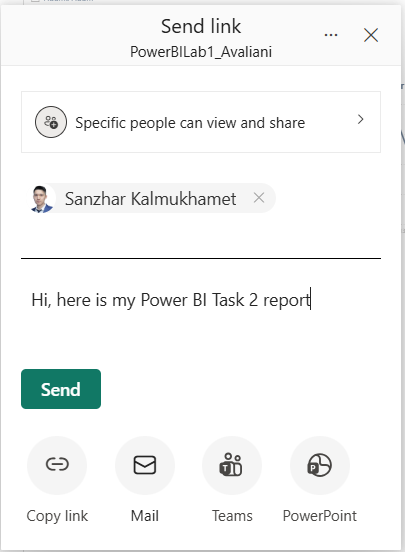 Send link
PowerBILab1_Avaliani
Specific people can view and share
Sanzhar Kalmukhamet
Hi, here is my Power BI Task 2 report
Send
Copy link
Mail
Teams
PowerPoint